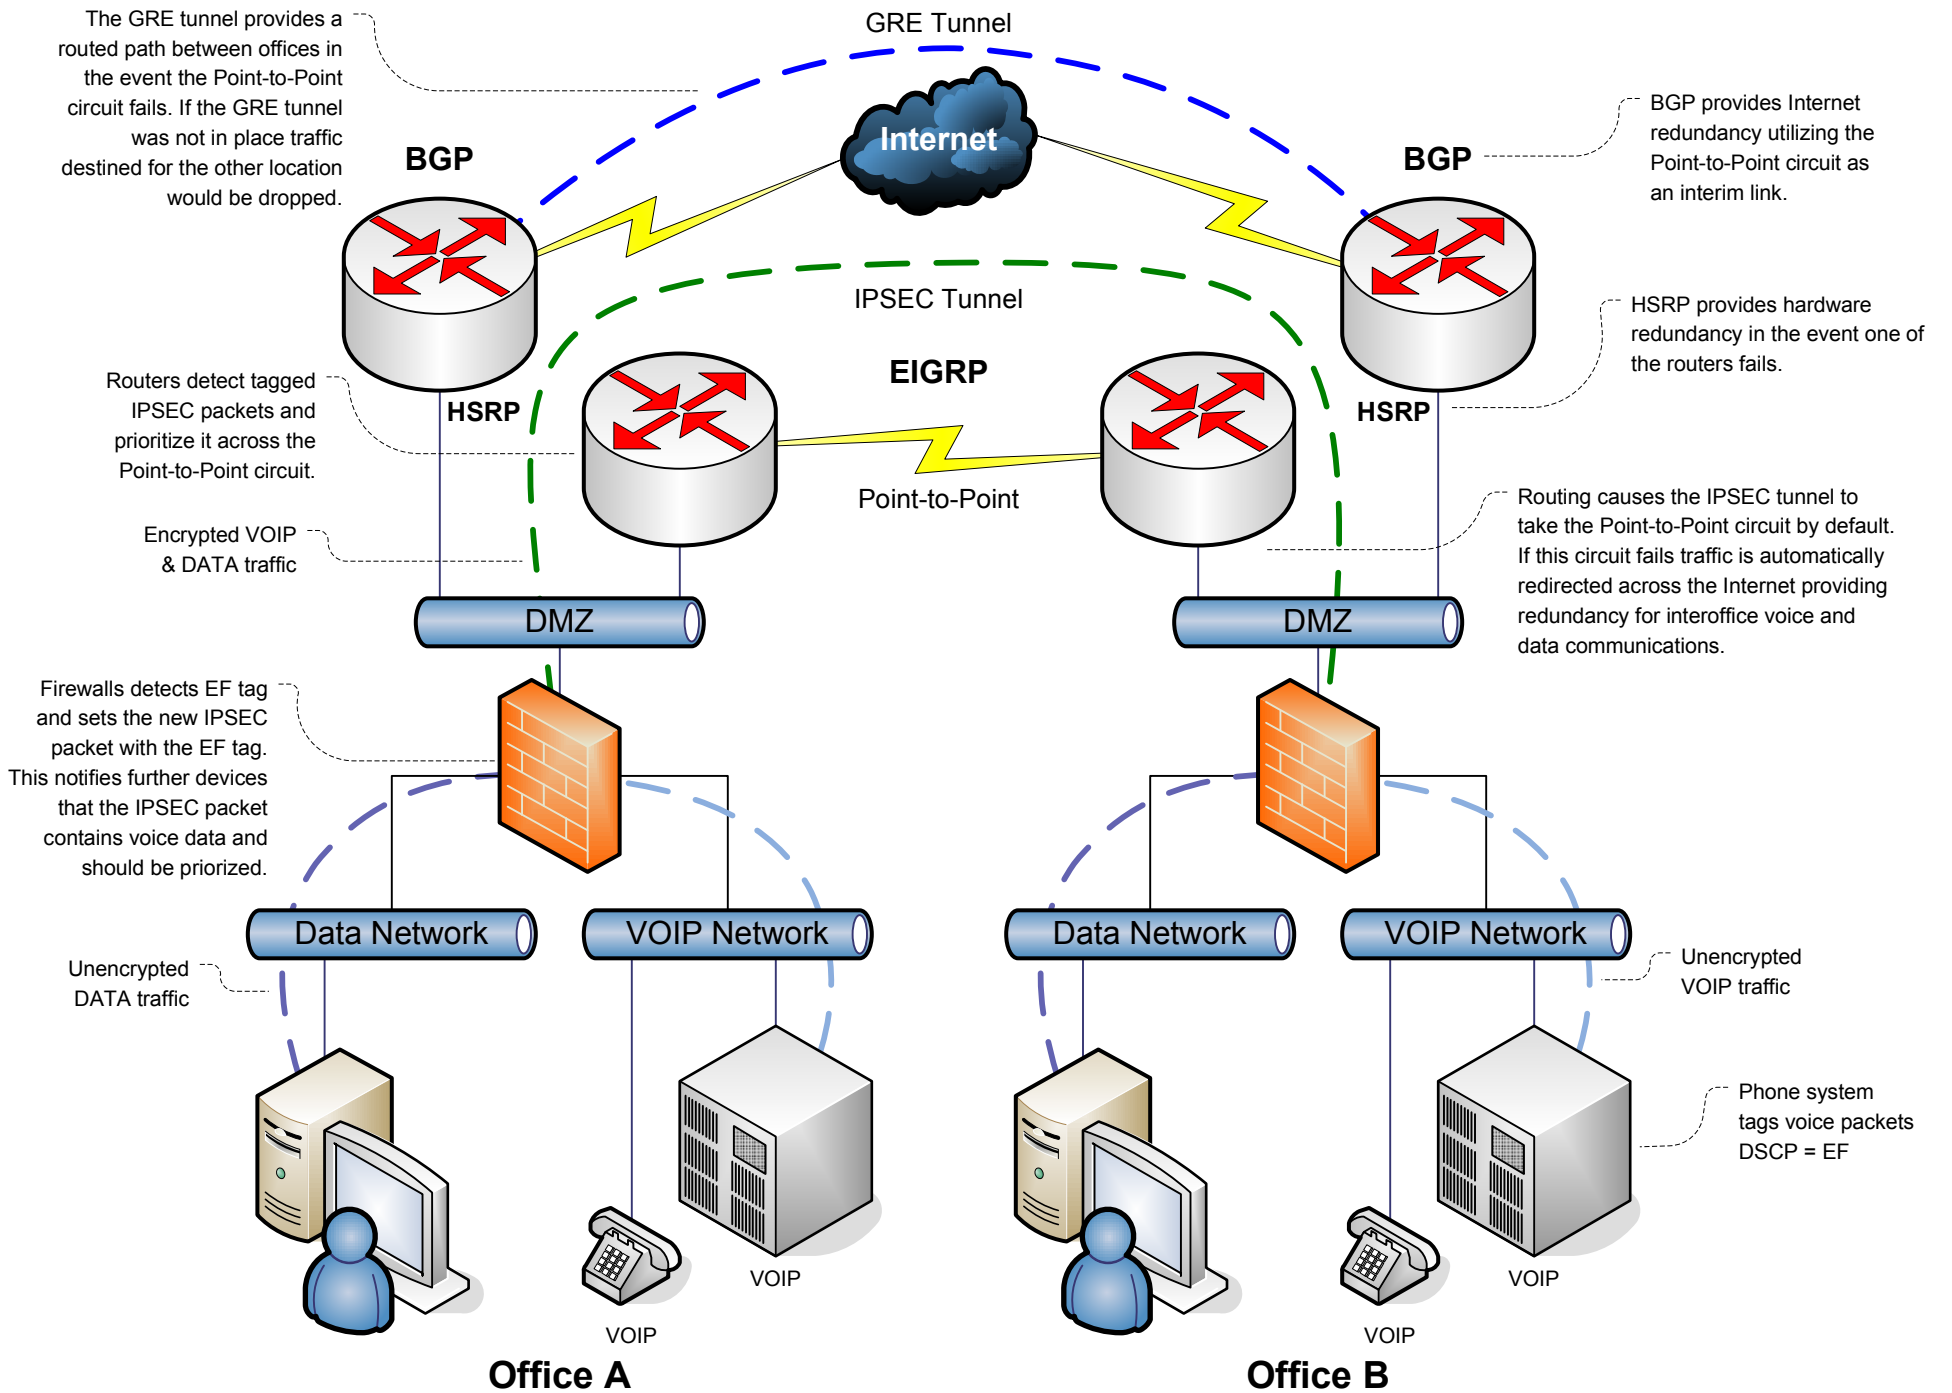 The GRE tunnel provides a
routed path between offices in
the event the Point-to-Point
circuit fails. If the GRE tunnel
was not in place traffic
destined for the other location
would be dropped.
GRE Tunnel
Internet
BGP
BGP
BGP provides Internet
redundancy utilizing the
Point-to-Point circuit as
an interim link.
IPSEC Tunnel
HSRP provides hardware
redundancy in the event one of
the routers fails.
Routers detect tagged
IPSEC packets and
prioritize it across the
Point-to-Point circuit.
HSRP
EIGRP
HSRP
Point-to-Point
Encrypted VOIP
& DATA traffic
Routing causes the IPSEC tunnel to
take the Point-to-Point circuit by default.
If this circuit fails traffic is automatically
redirected across the Internet providing
redundancy for interoffice voice and
data communications.
DMZ
DMZ
Firewalls detects EF tag
and sets the new IPSEC
packet with the EF tag.
This notifies further devices
that the IPSEC packet
contains voice data and
should be priorized.
Data Network
VOIP Network
Data Network
VOIP Network
Unencrypted
DATA traffic
Unencrypted
VOIP traffic
Phone system
tags voice packets
DSCP = EF
VOIP
VOIP
VOIP
VOIP
Office A
Office B